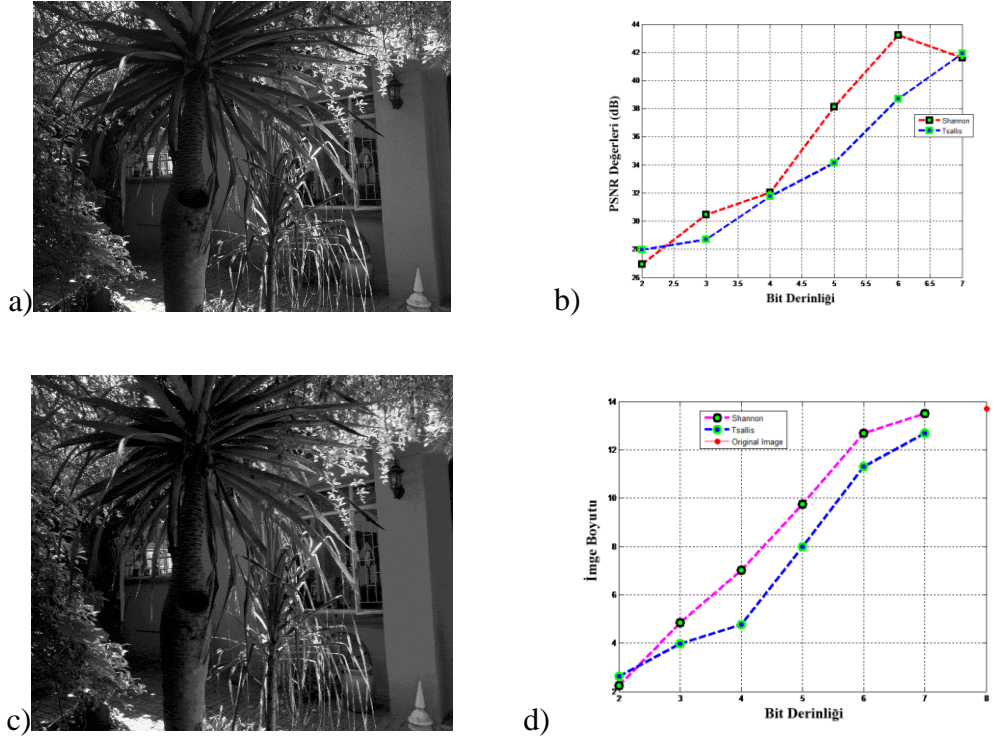 a)
b)
PSNR Değerleri (dB)
44
42
40
38
36
34
32
30
28
26
2 2.5 3 3.5 4 4.5 5 5.5 6 6.5 7
Bit Derinliği
Shannon
Tsallis
c)
d)
İmge Boyutu
14
12
10
8
6
4
2
2 3 4 5 6 7 8
Bit Derinliği
Shannon
Tsallis
Original Image